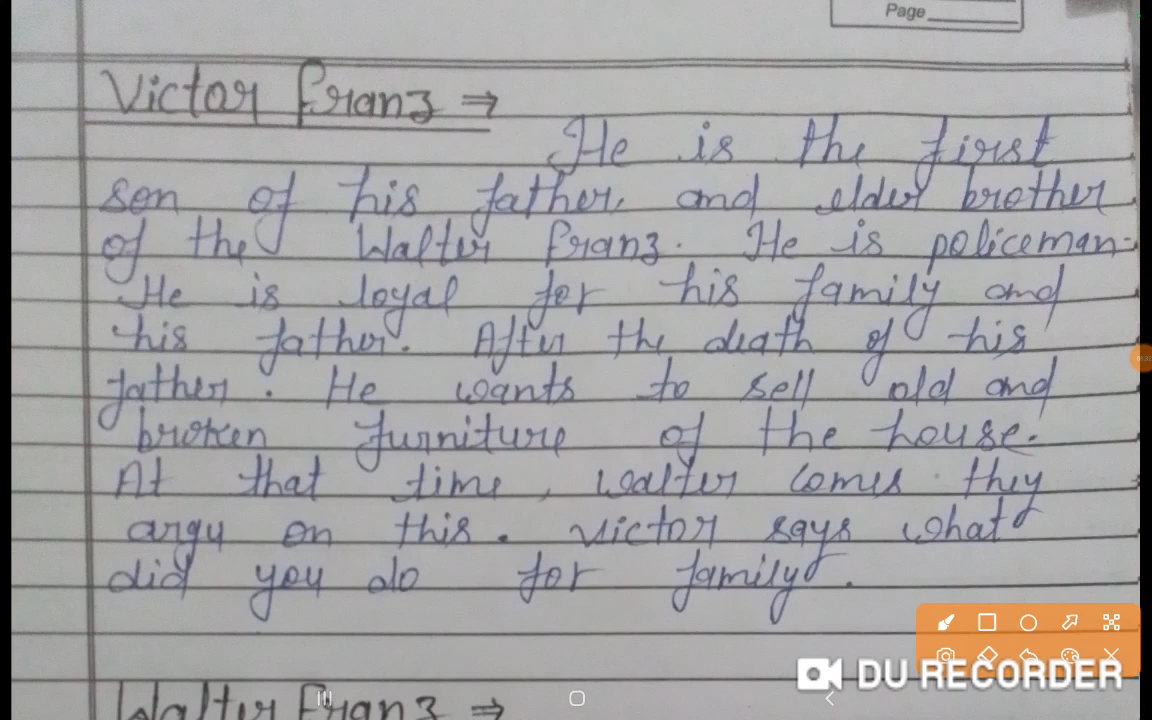 Page
Victor Franz ⇒
He is the first
son of his father, and elder brother
of the Walter Franz. He is policeman.
He is loyal for his family and
his father. After the death of his
father. He wants to sell old and
broken furniture of the house.
At that time, Walter comes they
argu on this. Victor says what
did you do for family.
DU RECORDER
Walter Franz ⇒